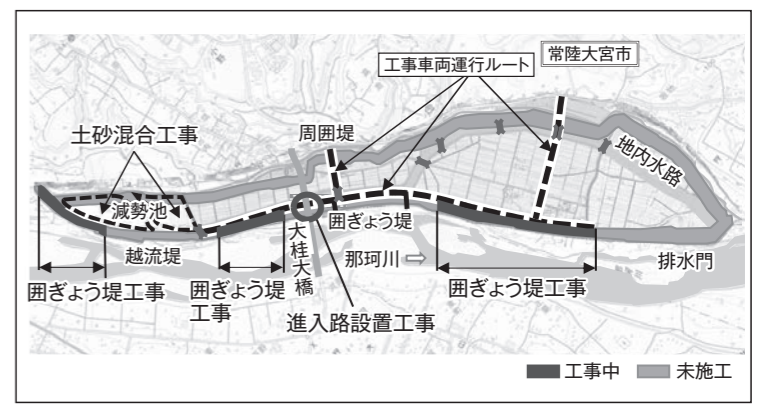 常陸大宮市
工事車両運行ルート
土砂混合工事
周囲堤
地内水路
減勢池
囲ぎょう堤
大桂大橋
越流堤
那珂川 ⇨
排水門
囲ぎょう堤工事
囲ぎょう堤
工事
囲ぎょう堤工事
進入路設置工事
工事中
未施工